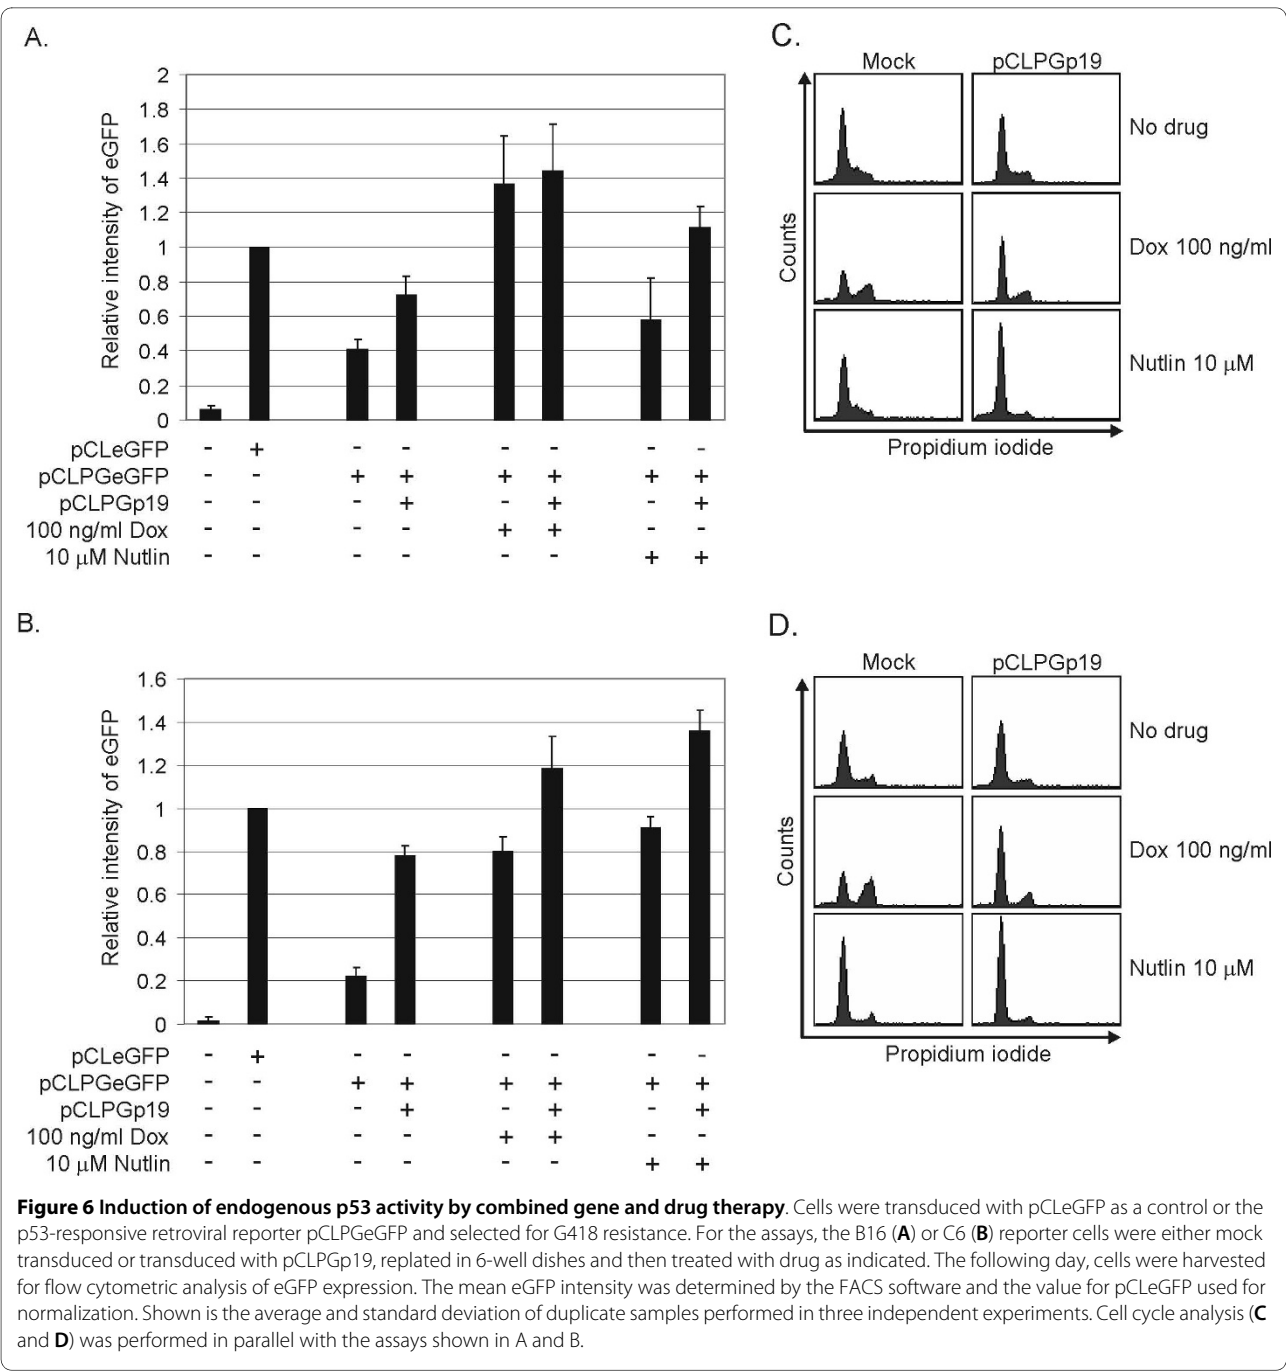 A.
Relative intensity of eGFP
2
1.8
1.6
1.4
1.2
1
0.8
0.6
0.4
0.2
0
pCLeGFP - + - - - - - -
pCLPGeGFP - - + + + + + +
pCLPGp19 - - - + - + - +
100 ng/ml Dox - - - - + + - -
10 µM Nutlin - - - - - - + +
C.
Mock pCLPGp19
Counts
No drug
Dox 100 ng/ml
Nutlin 10 µM
Propidium iodide
B.
Relative intensity of eGFP
1.6
1.4
1.2
1
0.8
0.6
0.4
0.2
0
pCLeGFP - + - - - - - -
pCLPGeGFP - - + + + + + +
pCLPGp19 - - - + - + - +
100 ng/ml Dox - - - - + + - -
10 µM Nutlin - - - - - - + +
D.
Mock pCLPGp19
Counts
No drug
Dox 100 ng/ml
Nutlin 10 µM
Propidium iodide
Figure 6 Induction of endogenous p53 activity by combined gene and drug therapy. Cells were transduced with pCLeGFP as a control or the
p53-responsive retroviral reporter pCLPGeGFP and selected for G418 resistance. For the assays, the B16 (A) or C6 (B) reporter cells were either mock
transduced or transduced with pCLPGp19, replated in 6-well dishes and then treated with drug as indicated. The following day, cells were harvested
for flow cytometric analysis of eGFP expression. The mean eGFP intensity was determined by the FACS software and the value for pCLeGFP used for
normalization. Shown is the average and standard deviation of duplicate samples performed in three independent experiments. Cell cycle analysis (C
and D) was performed in parallel with the assays shown in A and B.